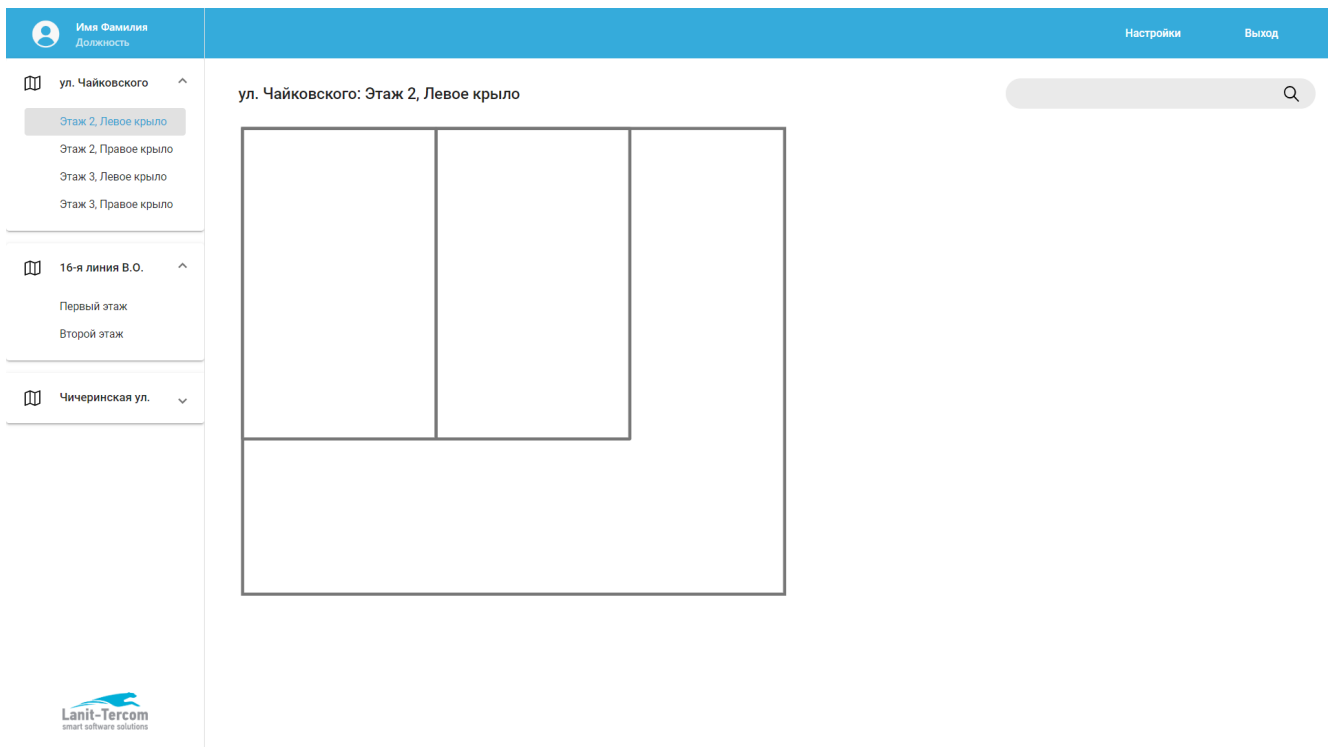 Имя Фамилия
Должность
Настройки
Выход
ул. Чайковского
Этаж 2, Левое крыло
Этаж 2, Правое крыло
Этаж 3, Левое крыло
Этаж 3, Правое крыло
16-я линия В.О.
Первый этаж
Второй этаж
Чичеринская ул.
Lanit-Tercom
smart software solutions
ул. Чайковского: Этаж 2, Левое крыло